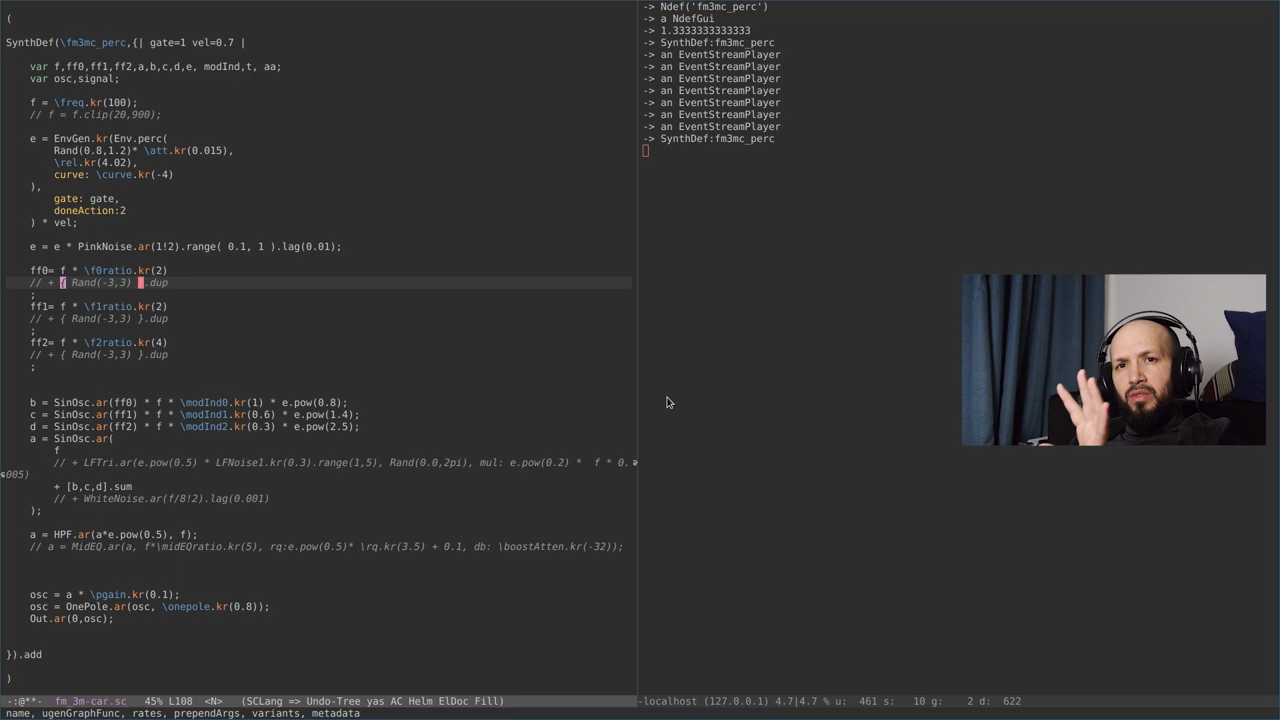 (
SynthDef(\fm3mc_perc,{| gate=1 vel=0.7 |
var f,ff0,ff1,ff2,a,b,c,d,e, modInd,t, aa;
var osc,signal;
f = \freq.kr(100);
// f = f.clip(20,900);
e = EnvGen.kr(Env.perc(
Rand(0.8,1.2)* \att.kr(0.015),
\rel.kr(4.02),
curve: \curve.kr(-4)
),
gate: gate,
doneAction:2
) * vel;
e = e * PinkNoise.ar(1!2).range( 0.1, 1 ).lag(0.01);
ff0= f * \f0ratio.kr(2)
// + { Rand(-3,3) }.dup
;
ff1= f * \f1ratio.kr(2)
// + { Rand(-3,3) }.dup
;
ff2= f * \f2ratio.kr(4)
// + { Rand(-3,3) }.dup
;
b = SinOsc.ar(ff0) * f * \modInd0.kr(1) * e.pow(0.8);
c = SinOsc.ar(ff1) * f * \modInd1.kr(0.6) * e.pow(1.4);
d = SinOsc.ar(ff2) * f * \modInd2.kr(0.3) * e.pow(2.5);
a = SinOsc.ar(
f
// + LFTri.ar(e.pow(0.5) * LFNoise1.kr(0.3).range(1,5), Rand(0.0,2pi), mul: e.pow(0.2) *  f * 0.
005)
+ [b,c,d].sum
// + WhiteNoise.ar(f/8!2).lag(0.001)
);
a = HPF.ar(a*e.pow(0.5), f);
// a = MidEQ.ar(a, f*\midEQratio.kr(5), rq:e.pow(0.5)* \rq.kr(3.5) + 0.1, db: \boostAtten.kr(-32));
osc = a * \pgain.kr(0.1);
osc = OnePole.ar(osc, \onepole.kr(0.8));
Out.ar(0,osc);
}).add
)
-:@**-  fm 3m-car.sc   45% L108  <N>  (SCLang => Undo-Tree yas AC Helm ElDoc Fill)
name, ugenGraphFunc, rates, prependArgs, variants, metadata
-> Ndef('fm3mc_perc')
-> a NdefGui
-> 1.3333333333333
-> SynthDef:fm3mc_perc
-> an EventStreamPlayer
-> an EventStreamPlayer
-> an EventStreamPlayer
-> an EventStreamPlayer
-> an EventStreamPlayer
-> an EventStreamPlayer
-> an EventStreamPlayer
-> SynthDef:fm3mc_perc
-localhost (127.0.0.1) 4.7|4.7 % u:  461 s:   10 g:    2 d:  622